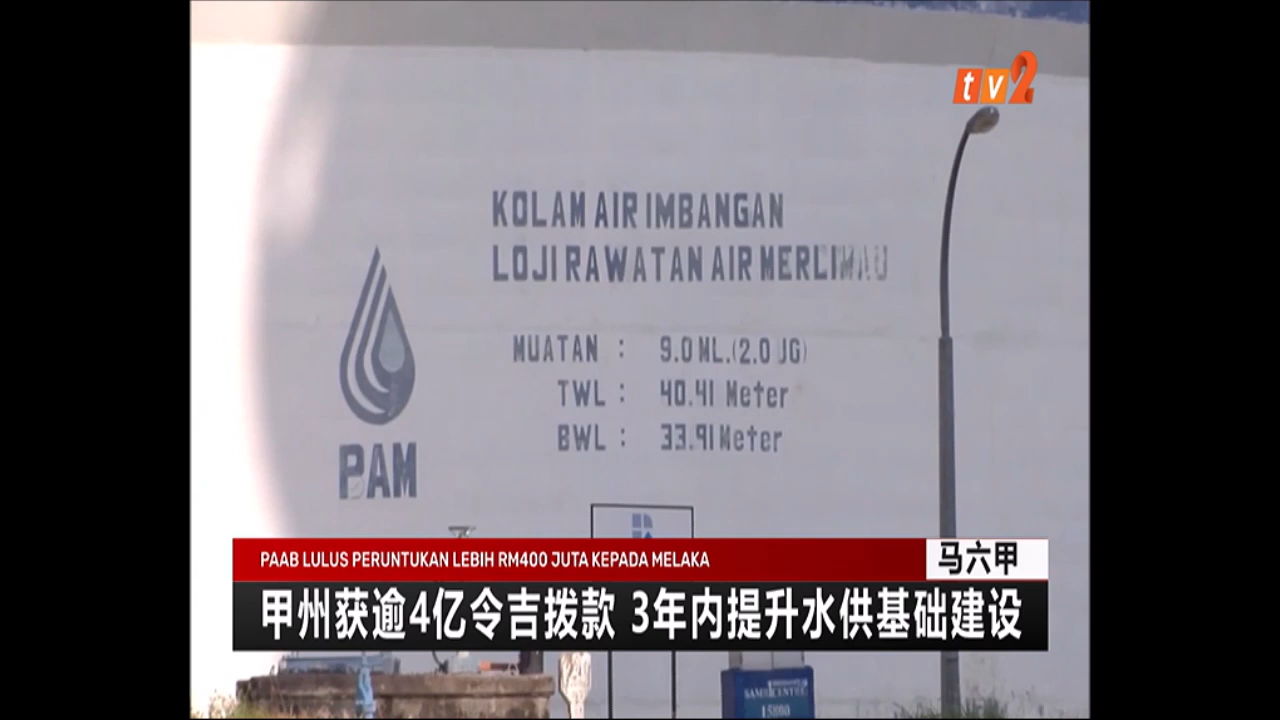 tv2
KOLAM AIR IMBANGAN
LOJI RAWATAN AIR MERLIMAU
MUATAN : 9.0 ML.(2.0 JG)
TWL : 40.41 Meter
BWL : 33.91 Meter
PAM
PAAB LULUS PERUNTUKAN LEBIH RM400 JUTA KEPADA MELAKA
马六甲
甲州获逾4亿令吉拨款 3年内提升水供基础建设